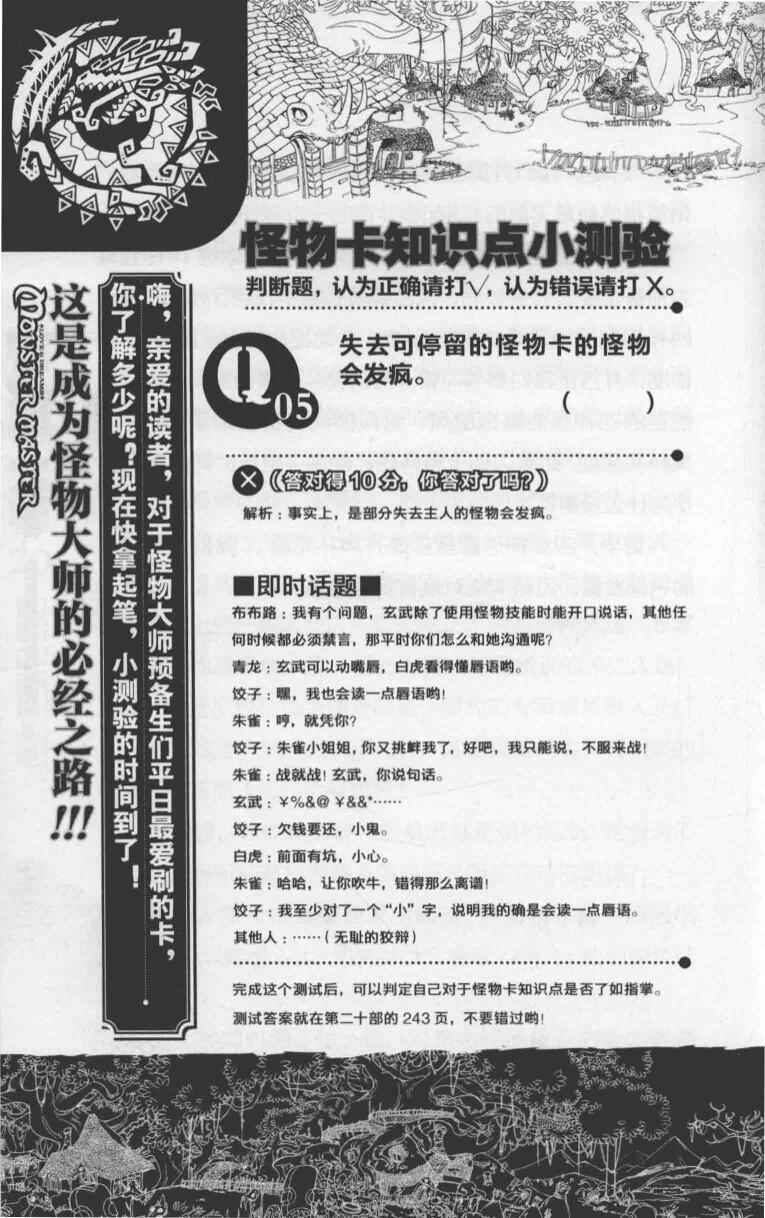 怪物卡知识点小测验
判断题，认为正确请打√，认为错误请打X。
Q05
失去可停留的怪物卡的怪物
会发疯。
（ ）
×（答对得10分，你答对了吗？）
解析：事实上，是部分失去主人的怪物会发疯。
■即时话题■
布布路：我有个问题，玄武除了使用怪物技能时能开口说话，其他任
何时候都必须禁言，那平时你们怎么和她沟通呢？
青龙：玄武可以动嘴唇，白虎看得懂唇语哟。
饺子：嘿，我也会读一点唇语哟！
朱雀：哼，就凭你？
饺子：朱雀小姐姐，你又挑衅我了，好吧，我只能说，不服来战！
朱雀：战就战！玄武，你说句话。
玄武：￥%&@￥&&*……
饺子：欠钱要还，小鬼。
白虎：前面有坑，小心。
朱雀：哈哈，让你吹牛，错得那么离谱！
饺子：我至少对了一个“小”字，说明我的确是会读一点唇语。
其他人：……（无耻的狡辩）
完成这个测试后，可以判定自己对于怪物卡知识点是否了如指掌。
测试答案就在第二十部的243页，不要错过哟！
嗨，亲爱的读者，对于怪物大师预备生们平日最爱刷的卡，
你了解多少呢？现在快拿起笔，小测验的时间到了！
这是成为怪物大师的必经之路!!!
MONSTER MASTER